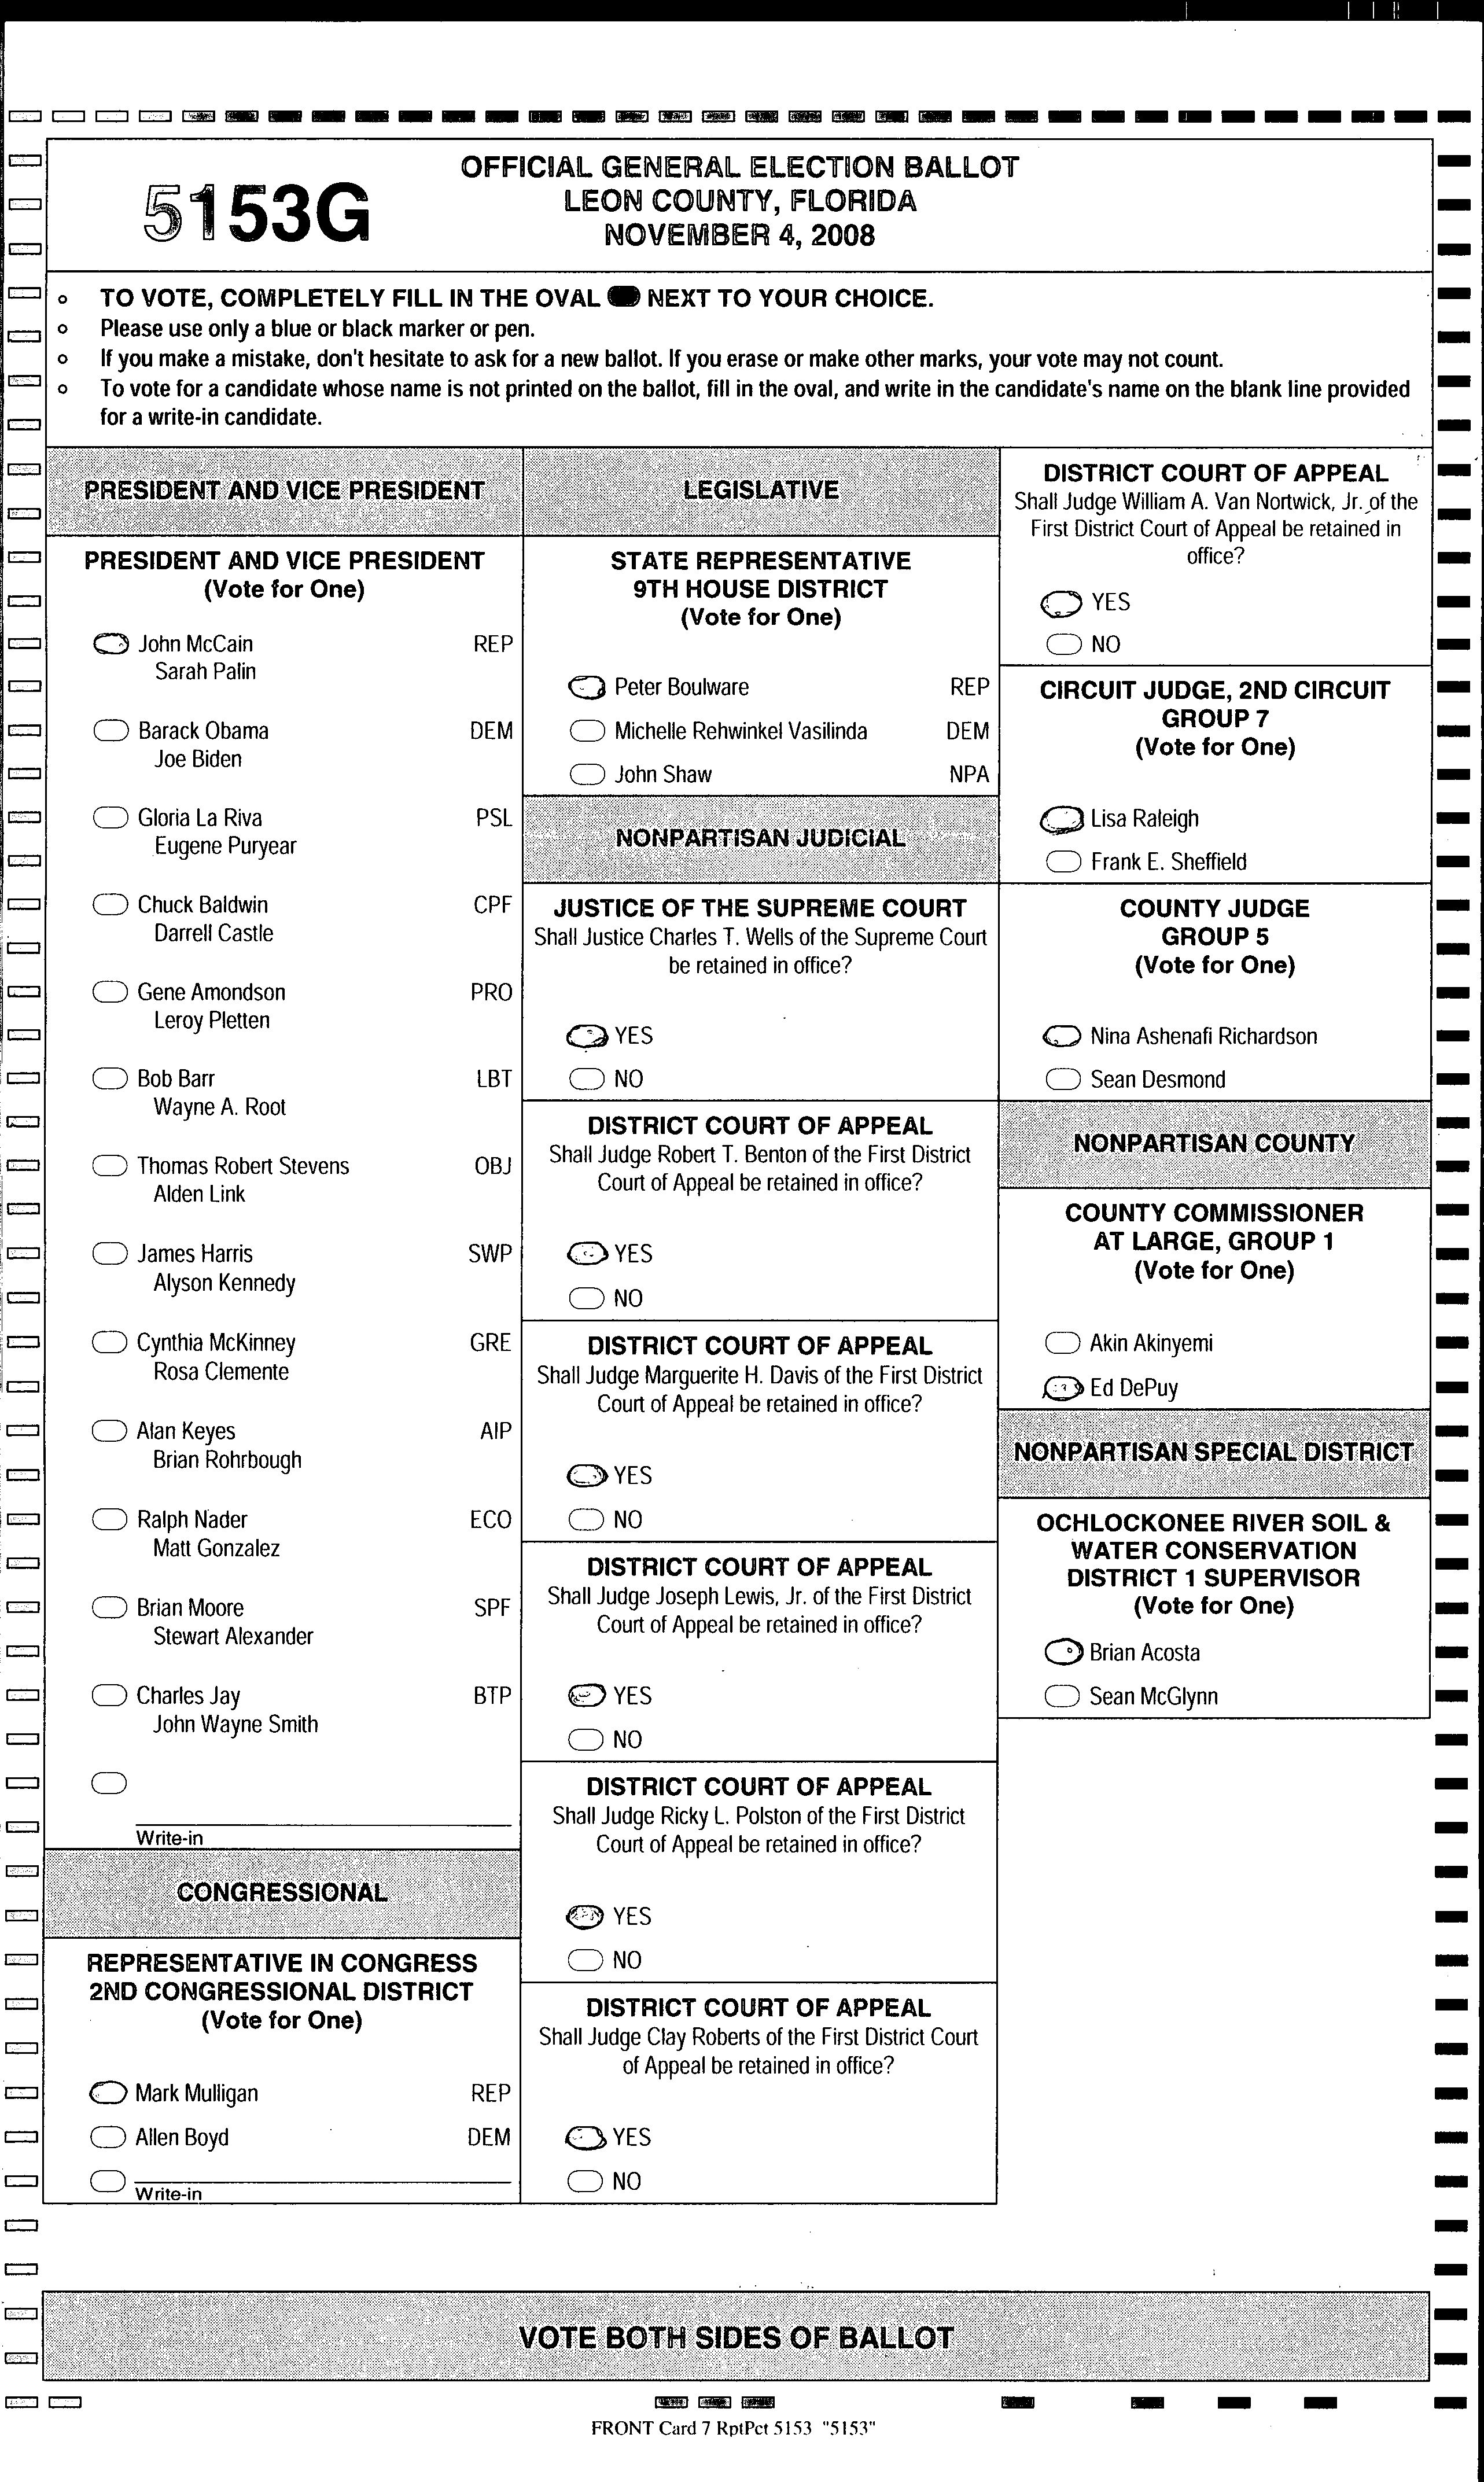 OFFICIAL GENERAL ELECTION BALLOT
LEON COUNTY, FLORIDA
NOVEMBER 4, 2008
5153G
TO VOTE, COMPLETELY FILL IN THE OVAL NEXT TO YOUR CHOICE.
Please use only a blue or black marker or pen.
If you make a mistake, don't hesitate to ask for a new ballot. If you erase or make other marks, your vote may not count.
To vote for a candidate whose name is not printed on the ballot, fill in the oval, and write in the candidate's name on the blank line provided
for a write-in candidate.
PRESIDENT AND VICE PRESIDENT
PRESIDENT AND VICE PRESIDENT
(Vote for One)
John McCain REP
Sarah Palin
Barack Obama DEM
Joe Biden
Gloria La Riva PSL
Eugene Puryear
Chuck Baldwin CPF
Darrell Castle
Gene Amondson PRO
Leroy Pletten
Bob Barr LBT
Wayne A. Root
Thomas Robert Stevens OBJ
Alden Link
James Harris SWP
Alyson Kennedy
Cynthia McKinney GRE
Rosa Clemente
Alan Keyes AIP
Brian Rohrbough
Ralph Nader ECO
Matt Gonzalez
Brian Moore SPF
Stewart Alexander
Charles Jay BTP
John Wayne Smith
Write-in
CONGRESSIONAL
REPRESENTATIVE IN CONGRESS
2ND CONGRESSIONAL DISTRICT
(Vote for One)
Mark Mulligan REP
Allen Boyd DEM
Write-in
LEGISLATIVE
STATE REPRESENTATIVE
9TH HOUSE DISTRICT
(Vote for One)
Peter Boulware REP
Michelle Rehwinkel Vasilinda DEM
John Shaw NPA
NONPARTISAN JUDICIAL
JUSTICE OF THE SUPREME COURT
Shall Justice Charles T. Wells of the Supreme Court
be retained in office?
YES
NO
DISTRICT COURT OF APPEAL
Shall Judge Robert T. Benton of the First District
Court of Appeal be retained in office?
YES
NO
DISTRICT COURT OF APPEAL
Shall Judge Marguerite H. Davis of the First District
Court of Appeal be retained in office?
YES
NO
DISTRICT COURT OF APPEAL
Shall Judge Joseph Lewis, Jr. of the First District
Court of Appeal be retained in office?
YES
NO
DISTRICT COURT OF APPEAL
Shall Judge Ricky L. Polston of the First District
Court of Appeal be retained in office?
YES
NO
DISTRICT COURT OF APPEAL
Shall Judge Clay Roberts of the First District Court
of Appeal be retained in office?
YES
NO
DISTRICT COURT OF APPEAL
Shall Judge William A. Van Nortwick, Jr. of the
First District Court of Appeal be retained in
office?
YES
NO
CIRCUIT JUDGE, 2ND CIRCUIT
GROUP 7
(Vote for One)
Lisa Raleigh
Frank E. Sheffield
COUNTY JUDGE
GROUP 5
(Vote for One)
Nina Ashenafi Richardson
Sean Desmond
NONPARTISAN COUNTY
COUNTY COMMISSIONER
AT LARGE, GROUP 1
(Vote for One)
Akin Akinyemi
Ed DePuy
NONPARTISAN SPECIAL DISTRICT
OCHLOCKONEE RIVER SOIL &
WATER CONSERVATION
DISTRICT 1 SUPERVISOR
(Vote for One)
Brian Acosta
Sean McGlynn
VOTE BOTH SIDES OF BALLOT
FRONT Card 7 RptPct 5153 "5153"